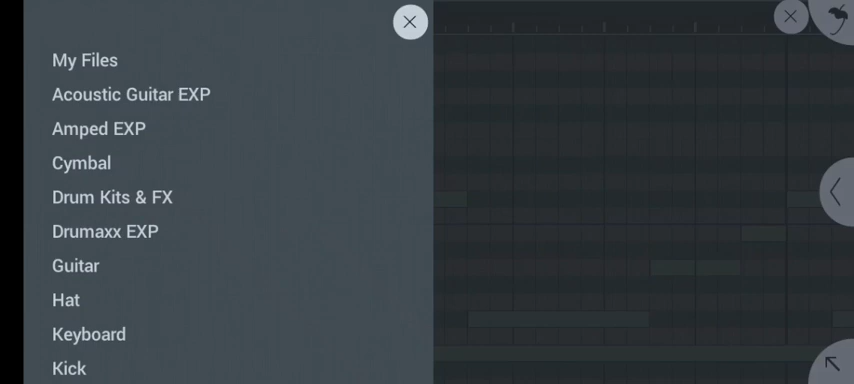 My Files
Acoustic Guitar EXP
Amped EXP
Cymbal
Drum Kits & FX
Drumaxx EXP
Guitar
Hat
Keyboard
Kick